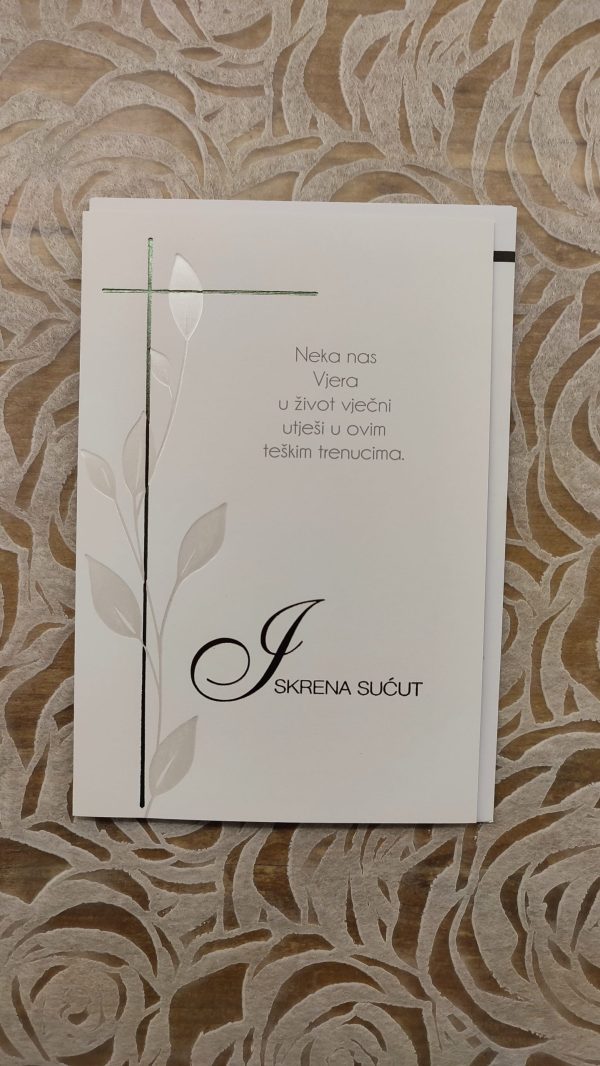 Neka nas
Vjera
u život vječni
utješi u ovim
teškim trenucima.
ISKRENA SUĆUT